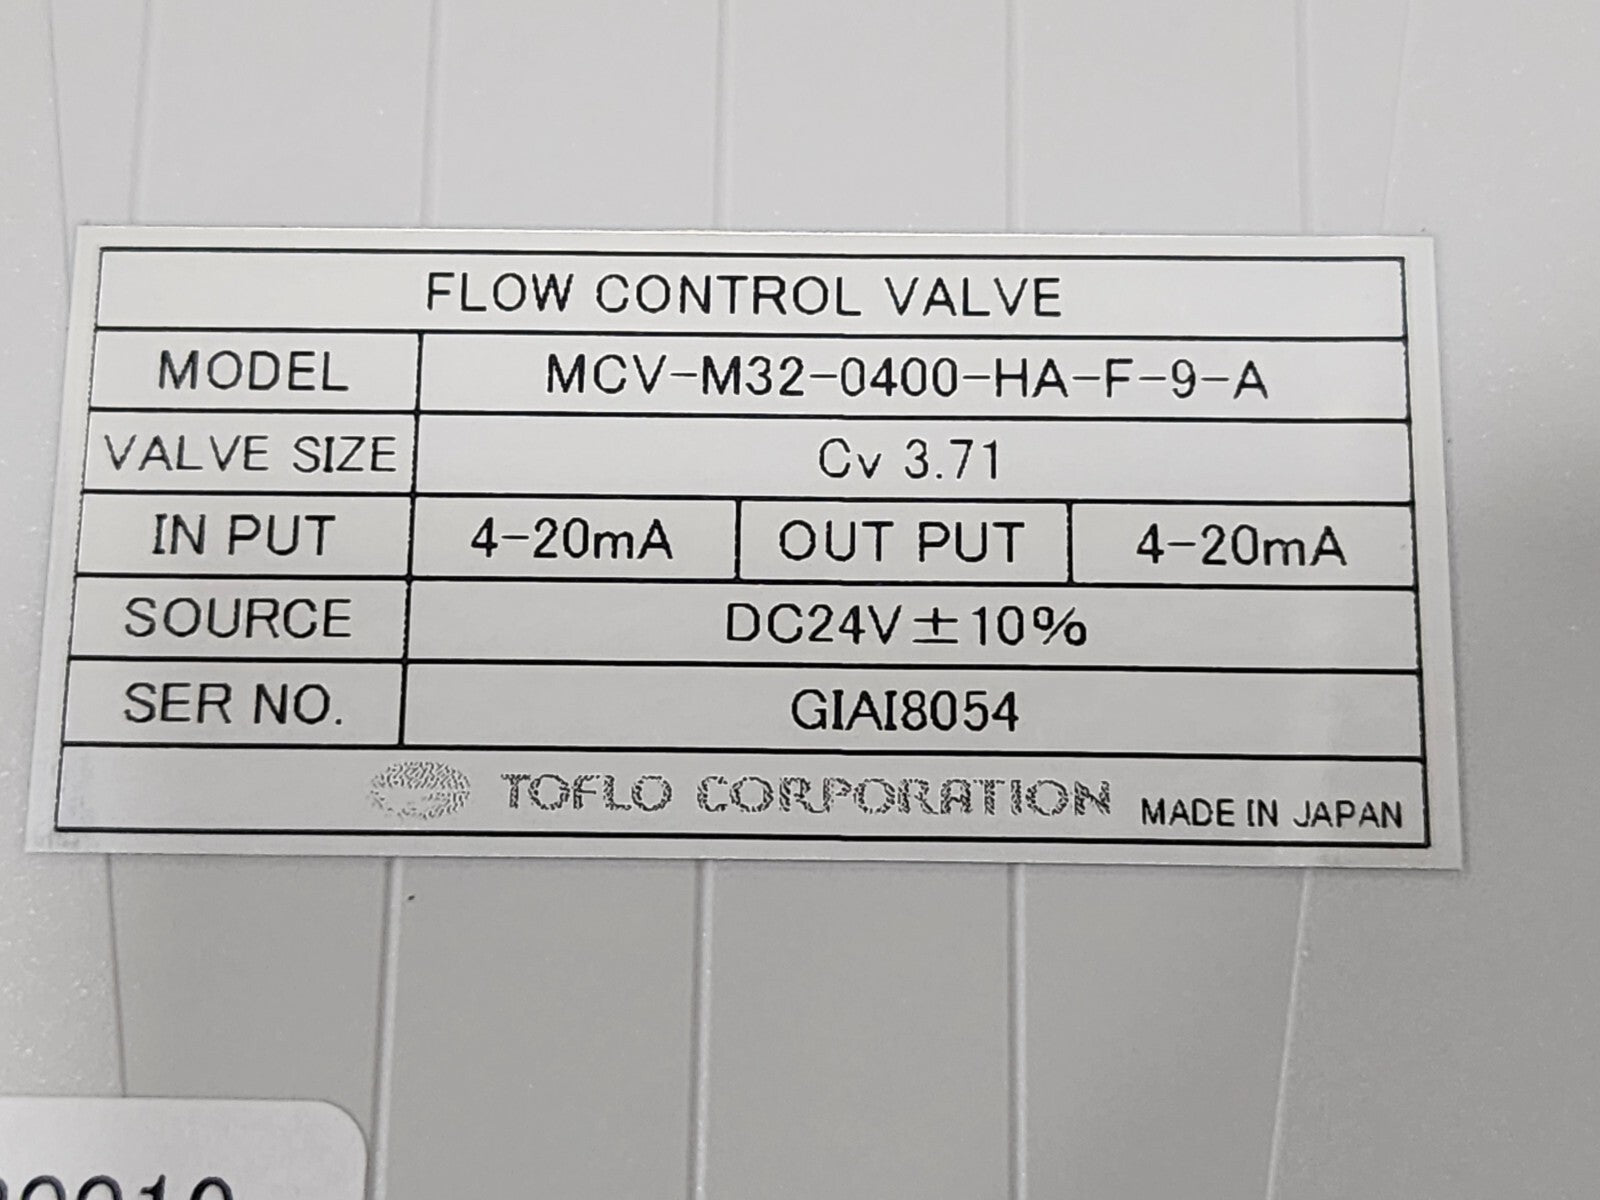 FLOW CONTROL VALVE
MODEL MCV-M32-0400-HA-F-9-A
VALVE SIZE Cv 3.71
IN PUT 4-20mA OUT PUT 4-20mA
SOURCE DC24V±10%
SER NO. GIAI8054
TOFLO CORPORATION MADE IN JAPAN